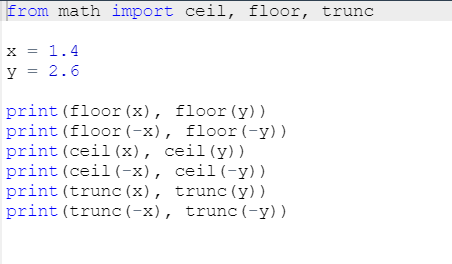 from math import ceil, floor, trunc
x = 1.4
y = 2.6
print(floor(x), floor(y))
print(floor(-x), floor(-y))
print(ceil(x), ceil(y))
print(ceil(-x), ceil(-y))
print(trunc(x), trunc(y))
print(trunc(-x), trunc(-y))